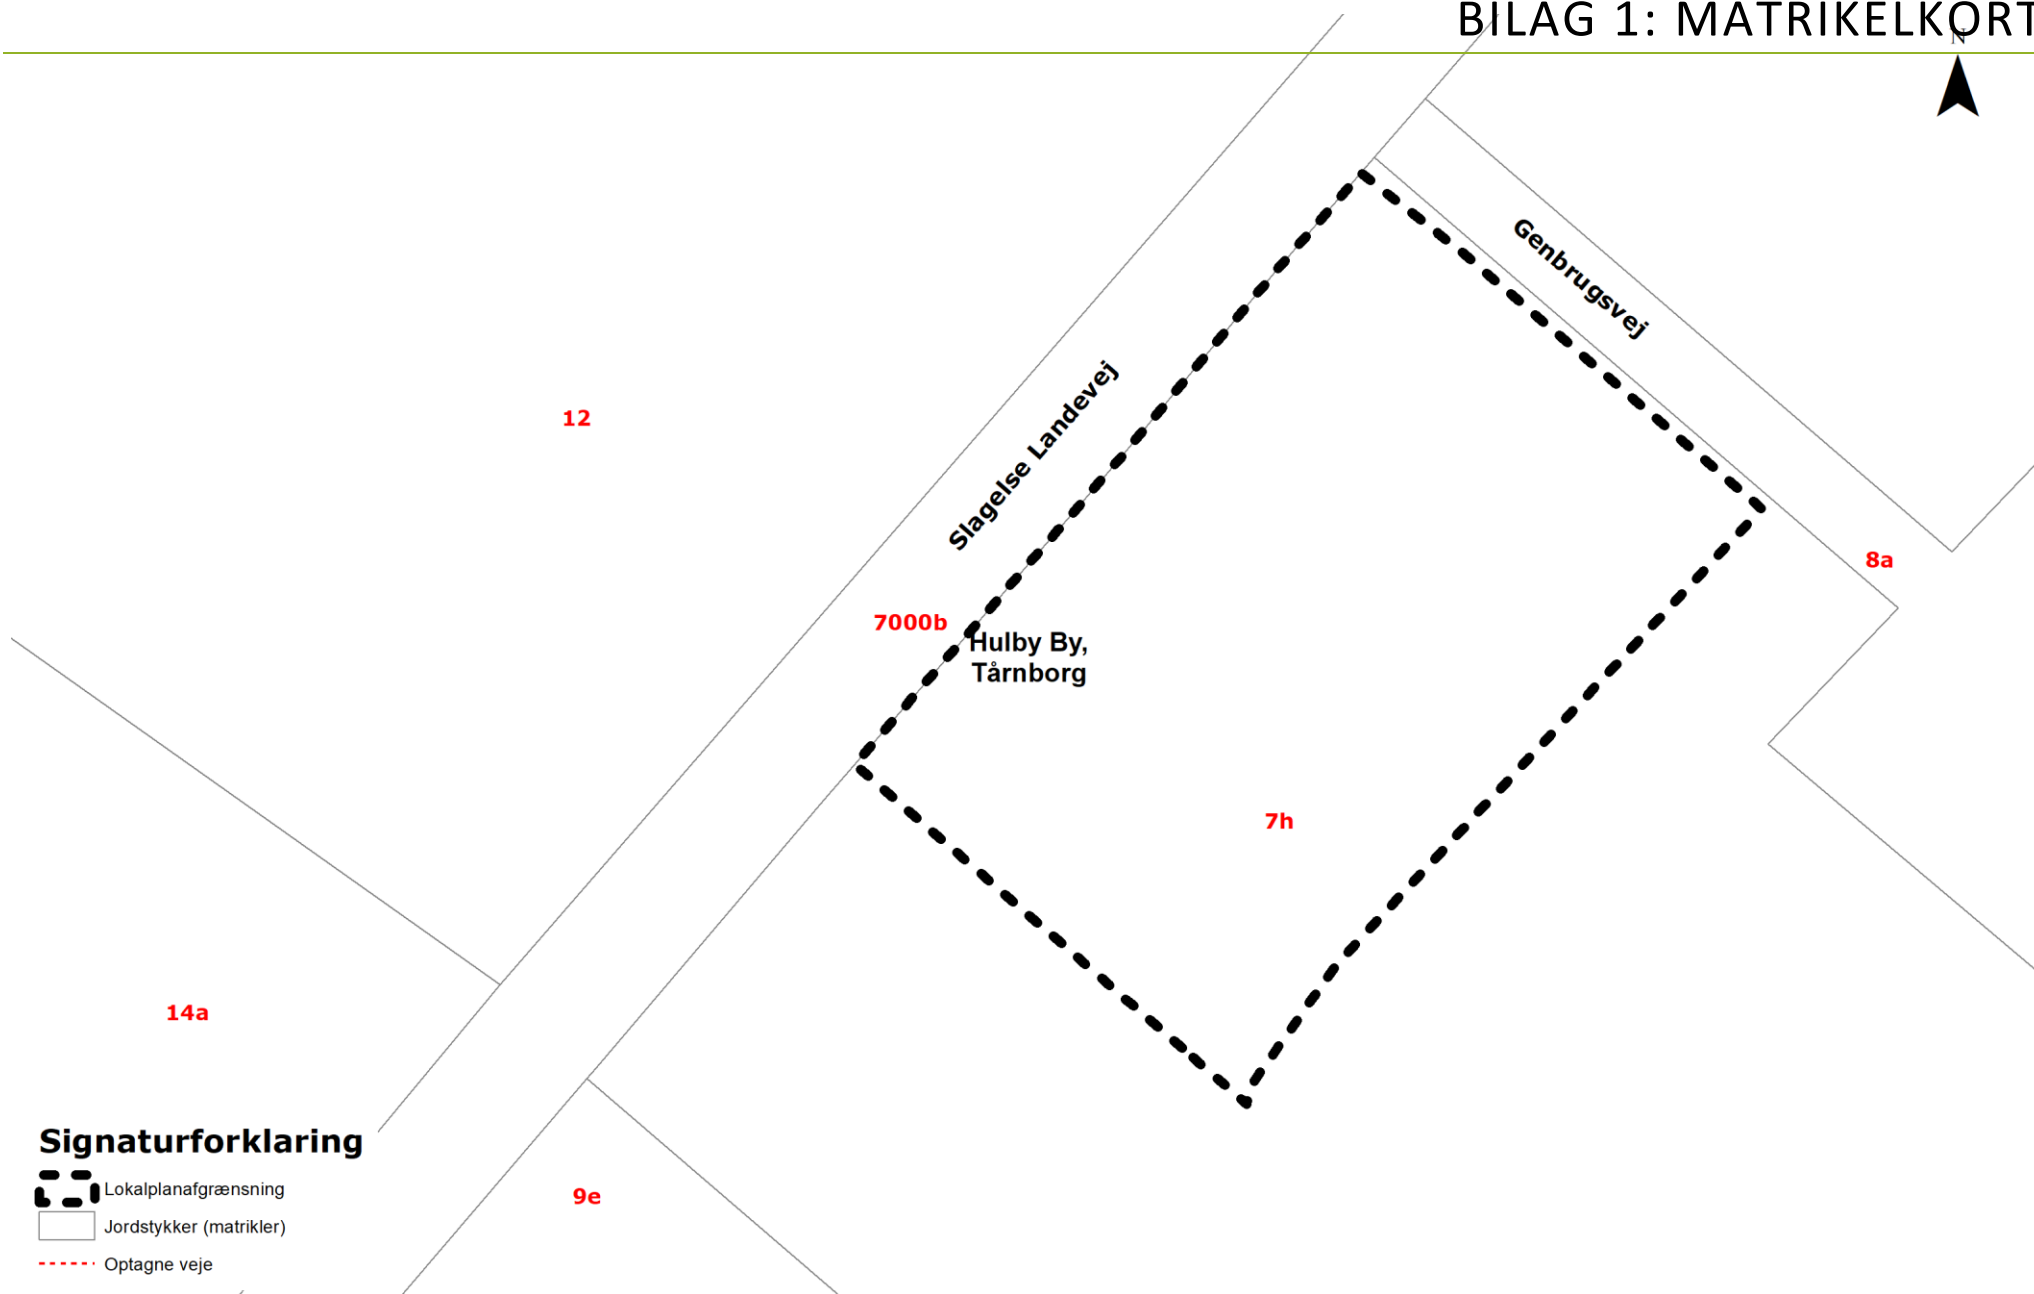 BILAG 1: MATRIKELKORT
N
Genbrugsvej
Slagelse Landevej
12
8a
7000b
Hulby By,
Tårnborg
7h
14a
9e
Signaturforklaring
Lokalplanafgrænsning
Jordstykker (matrikler)
Optagne veje